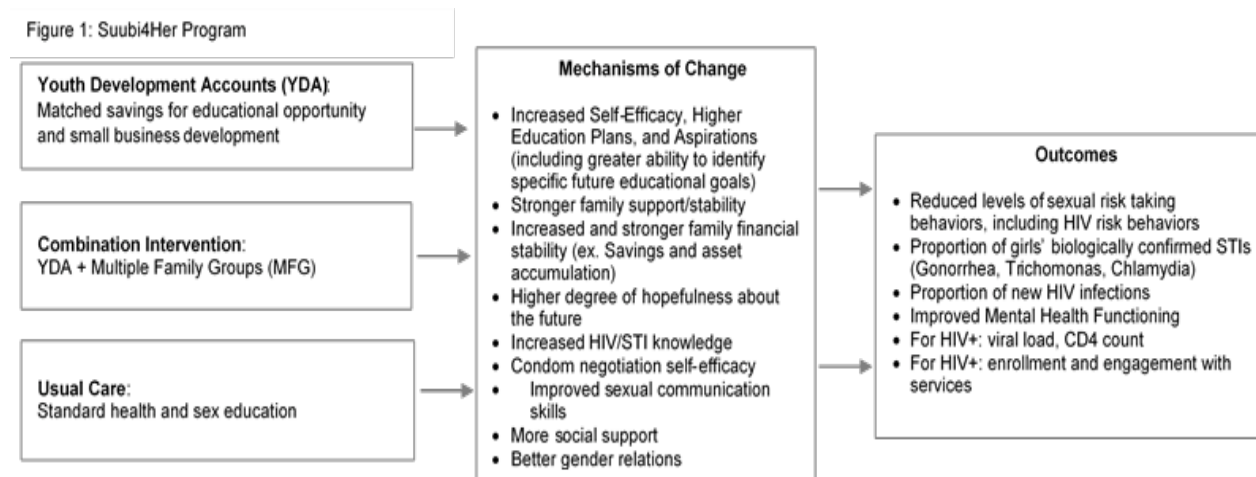 Figure 1: Suubi4Her Program
Youth Development Accounts (YDA):
Matched savings for educational opportunity
and small business development
Combination Intervention:
YDA + Multiple Family Groups (MFG)
Usual Care:
Standard health and sex education
Mechanisms of Change
• Increased Self-Efficacy, Higher
Education Plans, and Aspirations
(including greater ability to identify
specific future educational goals)
• Stronger family support/stability
• Increased and stronger family financial
stability (ex. Savings and asset
accumulation)
• Higher degree of hopefulness about
the future
• Increased HIV/STI knowledge
• Condom negotiation self-efficacy
• Improved sexual communication
skills
• More social support
• Better gender relations
Outcomes
• Reduced levels of sexual risk taking
behaviors, including HIV risk behaviors
• Proportion of girls' biologically confirmed STIs
(Gonorrhea, Trichomonas, Chlamydia)
• Proportion of new HIV infections
• Improved Mental Health Functioning
• For HIV+: viral load, CD4 count
• For HIV+: enrollment and engagement with
services